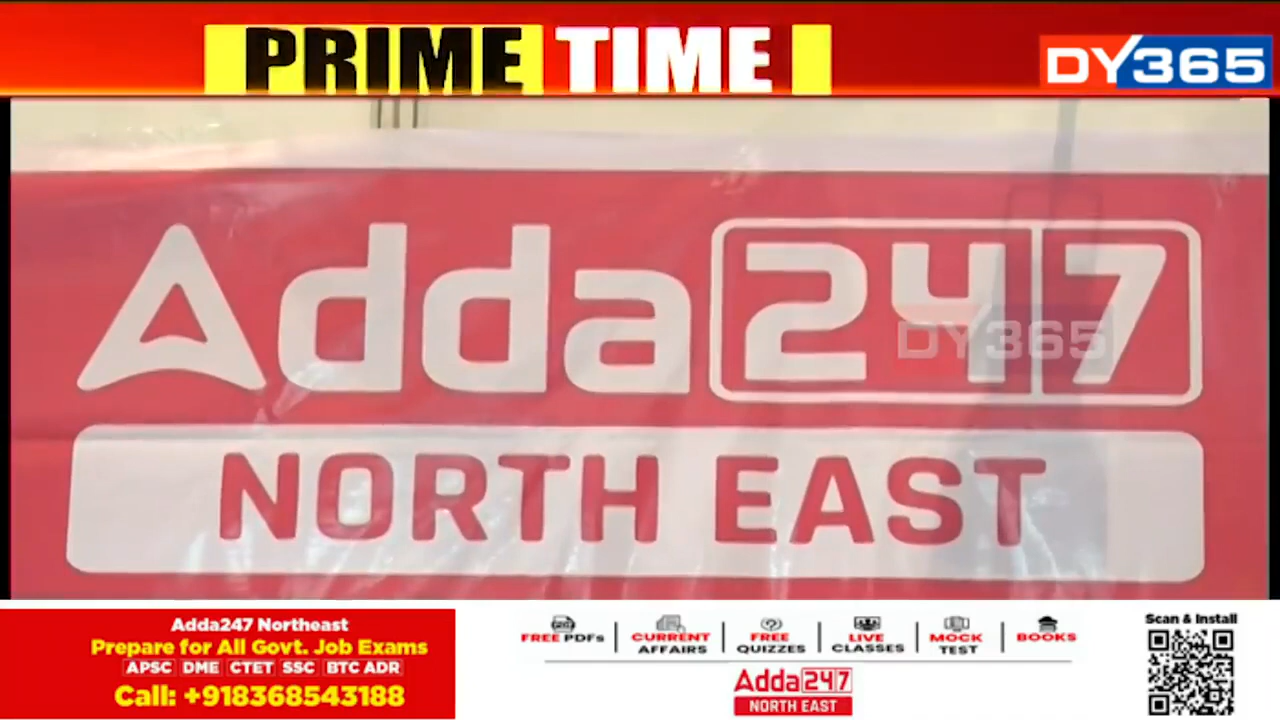 PRIME TIME
DY365
Adda247
DY365
NORTH EAST
Adda247 Northeast
Prepare for All Govt. Job Exams
APSC DME CTET SSC BTC ADR
Call: +918368543188
FREE PDFs
CURRENT AFFAIRS
FREE QUIZZES
LIVE CLASSES
MOCK TEST
BOOKS
Adda247
NORTH EAST
Scan & Install